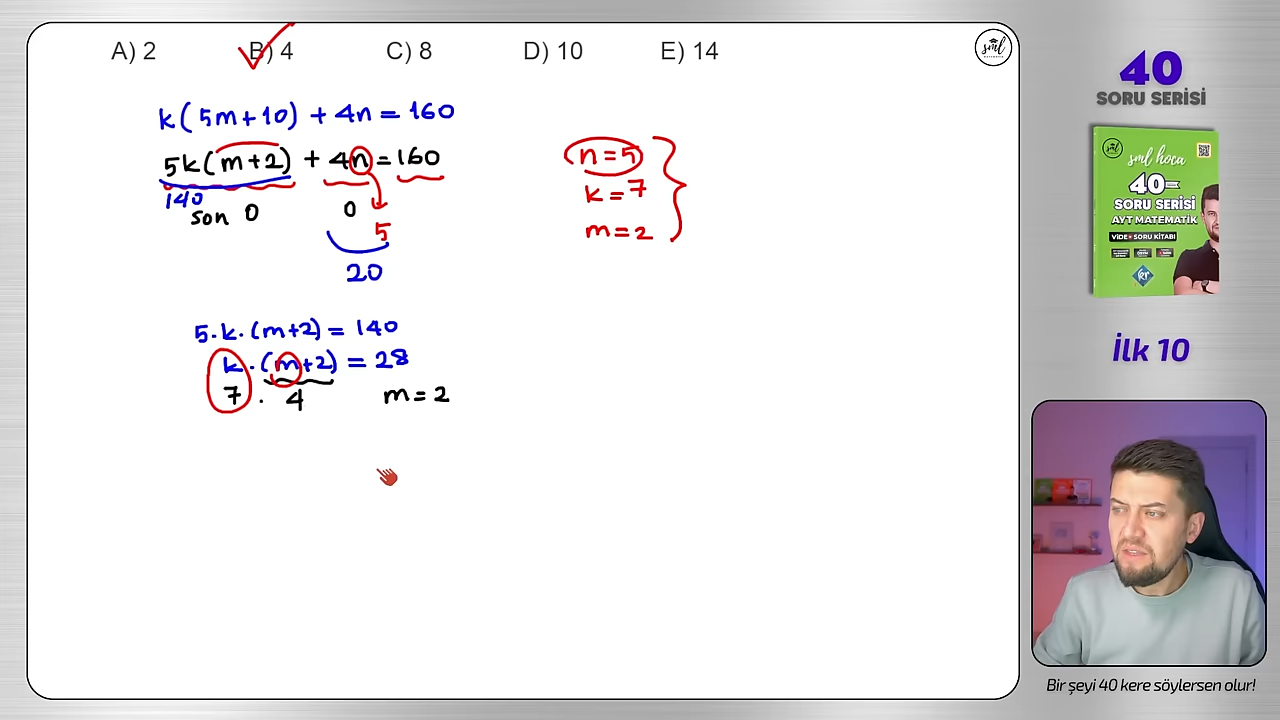 A) 2 B) 4 C) 8 D) 10 E) 14
sml
k(5m+10) + 4n = 160
5k(m+2) + 4n = 160
140
son 0 0
5
20
n=5
k=7
m=2
5.k.(m+2) = 140
k.(m+2) = 28
7 . 4 m=2
40
SORU SERİSİ
sml hoca
40
SORU SERİSİ
AYT MATEMATİK
VİDEO SORU KİTABI
kr
İlk 10
Bir şeyi 40 kere söylersen olur!